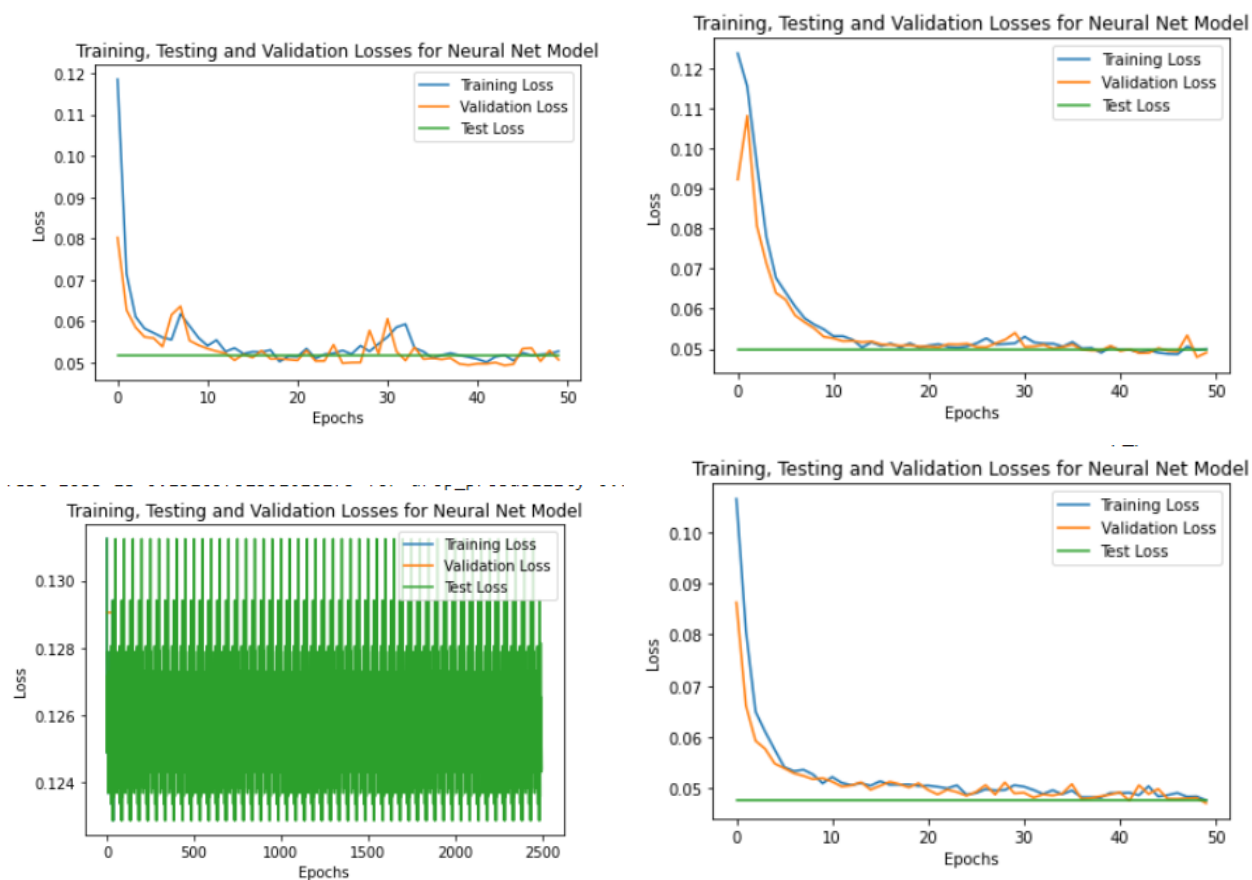 Training, Testing and Validation Losses for Neural Net Model
0.12
0.11
0.10
0.09
0.08
0.07
0.06
0.05
Loss
Training Loss
Validation Loss
Test Loss
0
10
20
30
40
50
Epochs
Training, Testing and Validation Losses for Neural Net Model
0.12
0.11
0.10
0.09
0.08
0.07
0.06
0.05
Loss
Training Loss
Validation Loss
Test Loss
0
10
20
30
40
50
Epochs
Training, Testing and Validation Losses for Neural Net Model
0.130
0.128
0.126
0.124
Loss
Training Loss
Validation Loss
Test Loss
0
500
1000
1500
2000
2500
Epochs
Training, Testing and Validation Losses for Neural Net Model
0.10
0.09
0.08
0.07
0.06
0.05
Loss
Training Loss
Validation Loss
Test Loss
0
10
20
30
40
50
Epochs